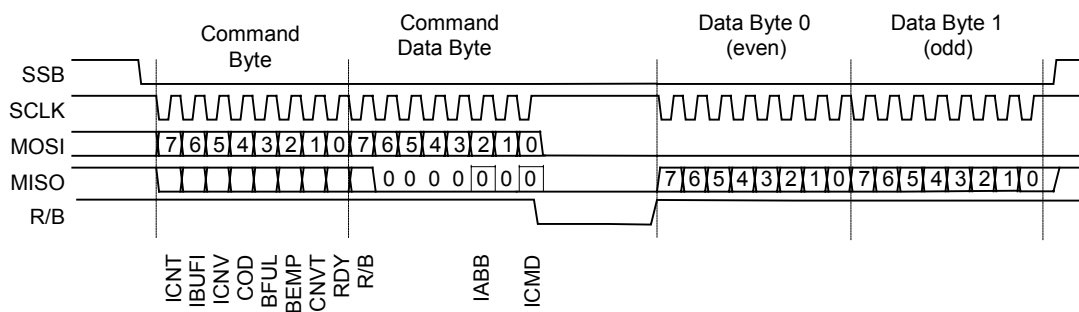 Command
Byte
Command
Data Byte
Data Byte 0
(even)
Data Byte 1
(odd)
SSB
SCLK
MOSI
7 6 5 4 3 2 1 0 7 6 5 4 3 2 1 0
MISO
0 0 0 0 0 0 0 7 6 5 4 3 2 1 0 7 6 5 4 3 2 1 0
R/B
ICNT
IBUFI
ICNV
COD
BFUL
BEMP
CNVT
RDY
R/B
IABB
ICMD